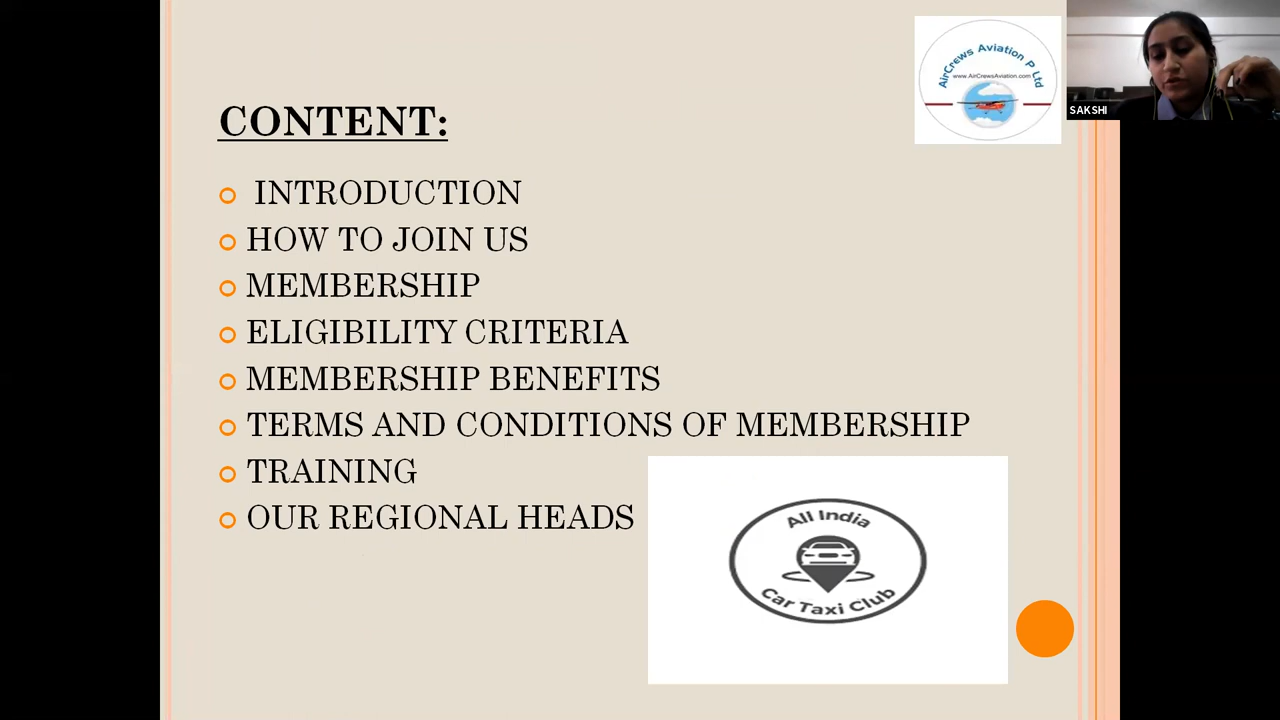 AirCrews Aviation P Ltd
www.AirCrewsAviation.com
SAKSHI
CONTENT:
INTRODUCTION
HOW TO JOIN US
MEMBERSHIP
ELIGIBILITY CRITERIA
MEMBERSHIP BENEFITS
TERMS AND CONDITIONS OF MEMBERSHIP
TRAINING
OUR REGIONAL HEADS
All India
Car Taxi Club